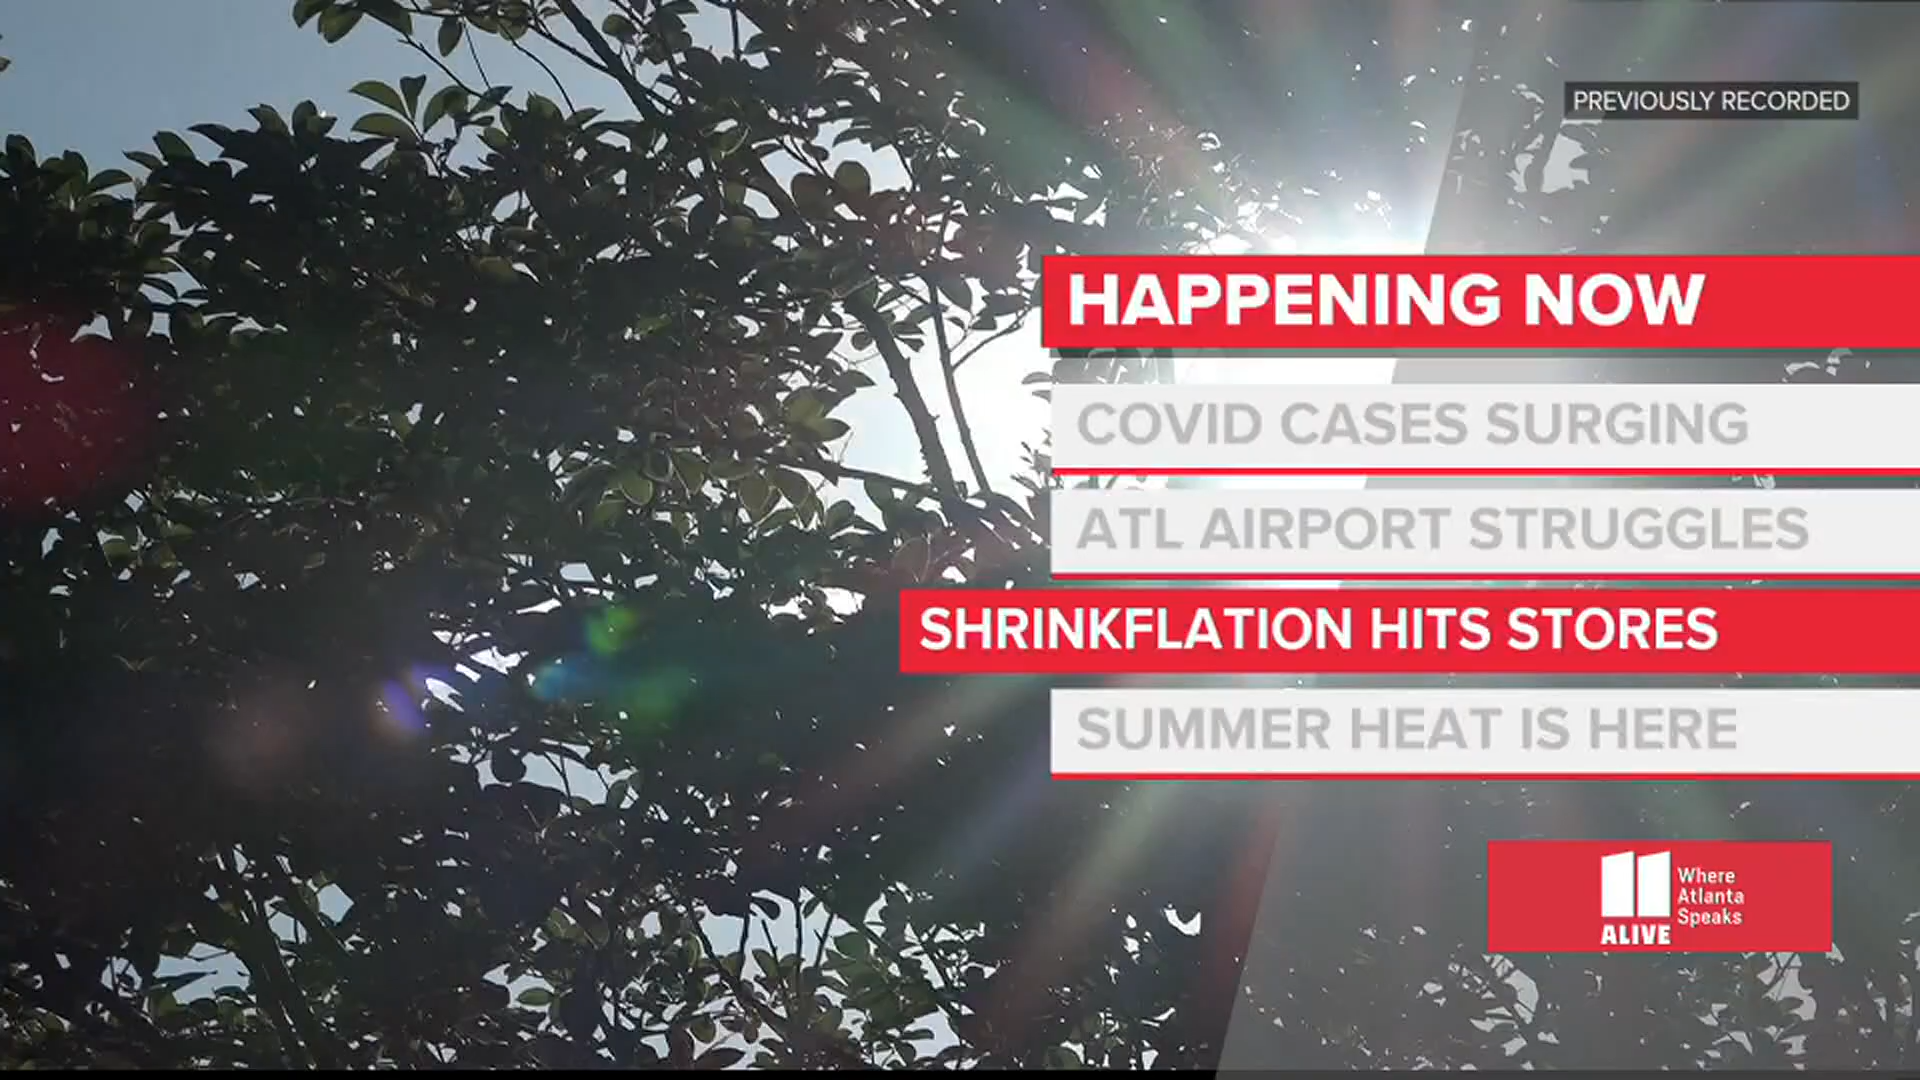 PREVIOUSLY RECORDED
HAPPENING NOW
COVID CASES SURGING
ATL AIRPORT STRUGGLES
SHRINKFLATION HITS STORES
SUMMER HEAT IS HERE
11
ALIVE
Where
Atlanta
Speaks